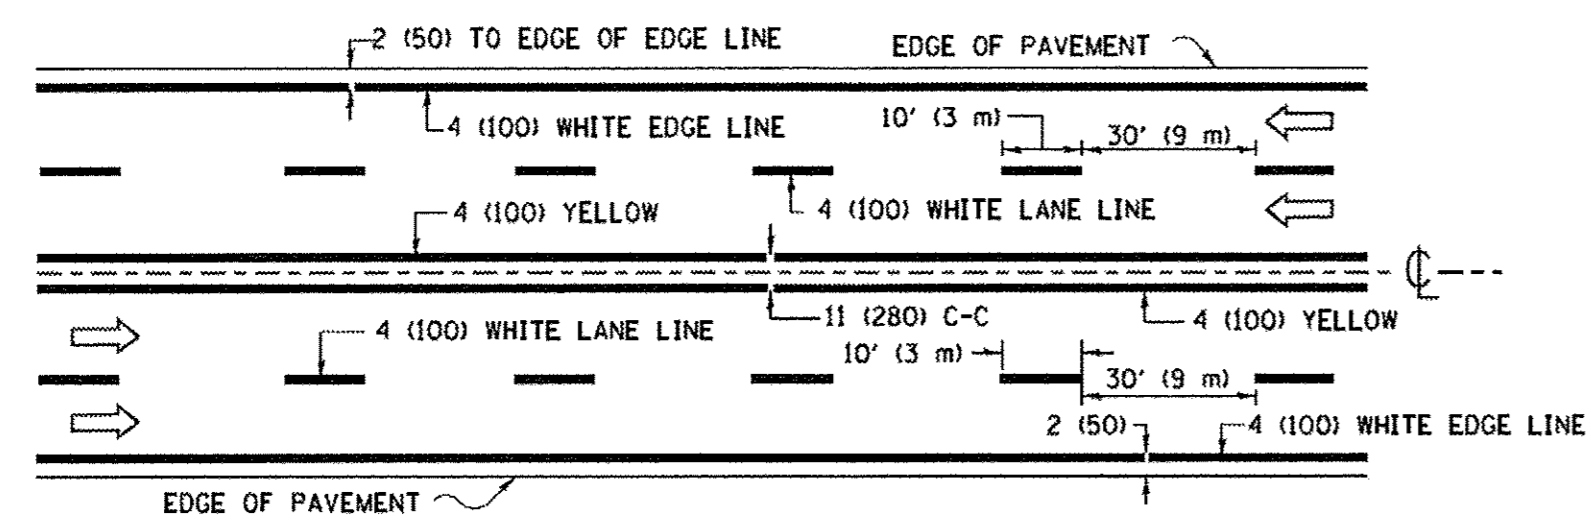 2 (50) TO EDGE OF EDGE LINE
EDGE OF PAVEMENT
4 (100) WHITE EDGE LINE
10' (3 m)
30' (9 m)
4 (100) YELLOW
4 (100) WHITE LANE LINE
℄
11 (280) C-C
4 (100) YELLOW
4 (100) WHITE LANE LINE
10' (3 m)
30' (9 m)
2 (50)
4 (100) WHITE EDGE LINE
EDGE OF PAVEMENT